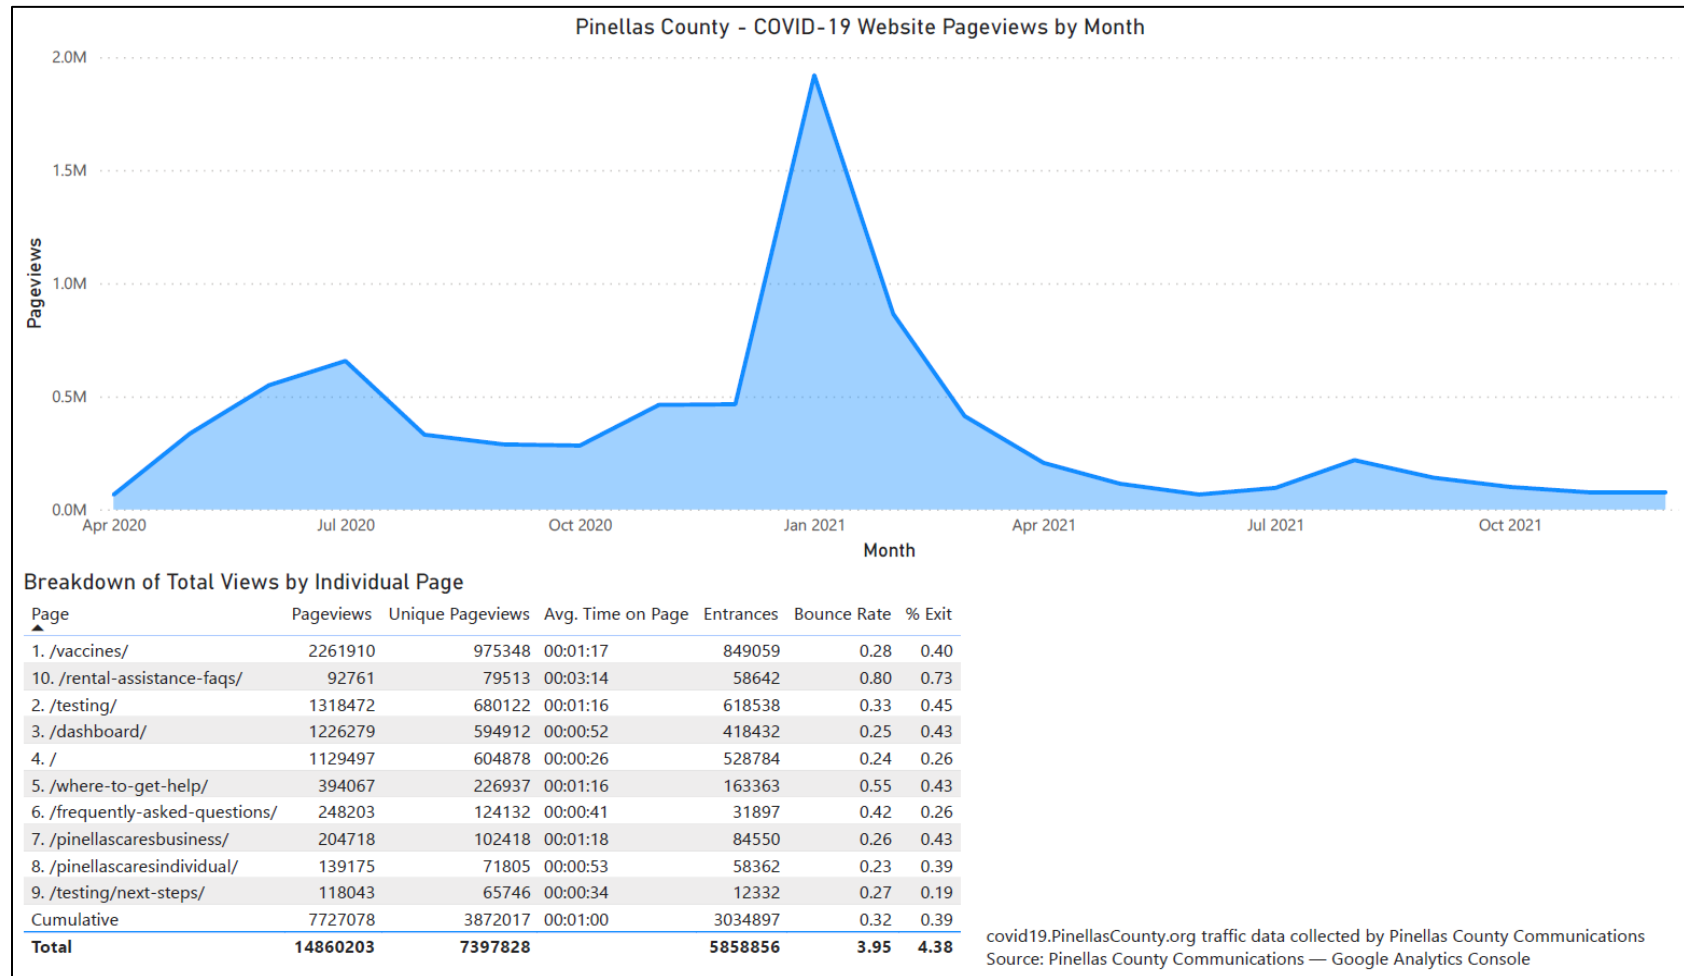 Pinellas County - COVID-19 Website Pageviews by Month
2.0M
1.5M
1.0M
0.5M
0.0M
Pageviews
Apr 2020 Jul 2020 Oct 2020 Jan 2021 Apr 2021 Jul 2021 Oct 2021
Month
Breakdown of Total Views by Individual Page
Page Pageviews Unique Pageviews Avg. Time on Page Entrances Bounce Rate % Exit
1. /vaccines/ 2261910 975348 00:01:17 849059 0.28 0.40
10. /rental-assistance-faqs/ 92761 79513 00:03:14 58642 0.80 0.73
2. /testing/ 1318472 680122 00:01:16 618538 0.33 0.45
3. /dashboard/ 1226279 594912 00:00:52 418432 0.25 0.43
4. / 1129497 604878 00:00:26 528784 0.24 0.26
5. /where-to-get-help/ 394067 226937 00:01:16 163363 0.55 0.43
6. /frequently-asked-questions/ 248203 124132 00:00:41 31897 0.42 0.26
7. /pinellascaresbusiness/ 204718 102418 00:01:18 84550 0.26 0.43
8. /pinellascaresindividual/ 139175 71805 00:00:53 58362 0.23 0.39
9. /testing/next-steps/ 118043 65746 00:00:34 12332 0.27 0.19
Cumulative 7727078 3872017 00:01:00 3034897 0.32 0.39
Total 14860203 7397828 5858856 3.95 4.38
covid19.PinellasCounty.org traffic data collected by Pinellas County Communications
Source: Pinellas County Communications — Google Analytics Console